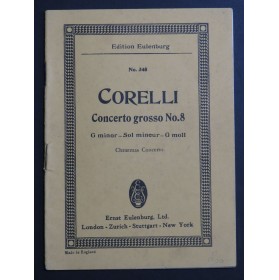 Edition Eulenburg
No. 348
CORELLI
Concerto grosso No.8
G minor - Sol mineur - G moll
Christmas Concerto
Ernst Eulenburg, Ltd.
London - Zurich - Stuttgart - New York
Made in England